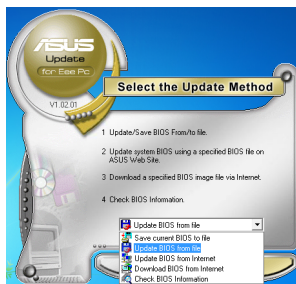 ASUS
Update
for Eee Pc
V1.02.01
Select the Update Method
1 Update/Save BIOS From/to file.
2 Update system BIOS using a specified BIOS file on
ASUS Web Site.
3 Download a specified BIOS image file via Internet.
4 Check BIOS Information.
Update BIOS from file
Save current BIOS to file
Update BIOS from file
Update BIOS from Internet
Download BIOS from Internet
Check BIOS Information